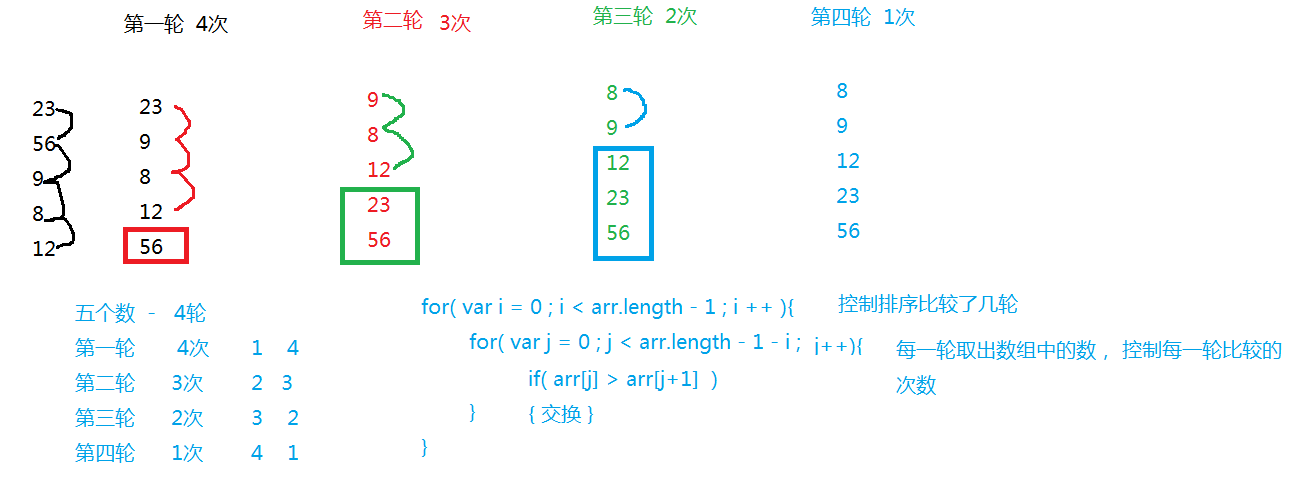 第一轮 4次
第二轮 3次
第三轮 2次
第四轮 1次
23
56
9
8
12
23
9
8
12
56
9
8
12
23
56
8
9
12
23
56
8
9
12
23
56
五个数 - 4轮
第一轮 4次 1 4
第二轮 3次 2 3
第三轮 2次 3 2
第四轮 1次 4 1
for( var i = 0 ; i < arr.length - 1 ; i ++ ){
for( var j = 0 ; j < arr.length - 1 - i ; j++){
if( arr[j] > arr[j+1] )
} { 交换 }
}
控制排序比较了几轮
每一轮取出数组中的数 ，控制每一轮比较的
次数